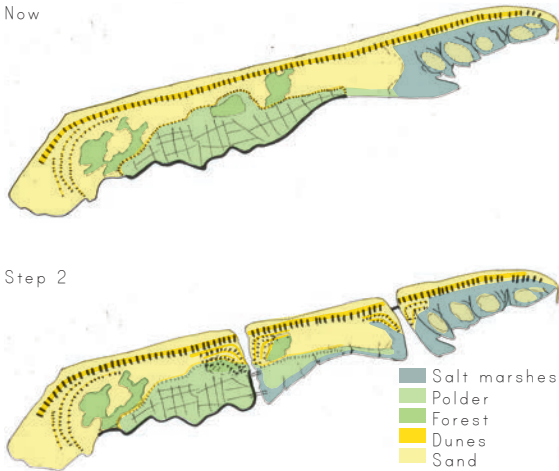 Now
Step 2
Salt marshes
Polder
Forest
Dunes
Sand